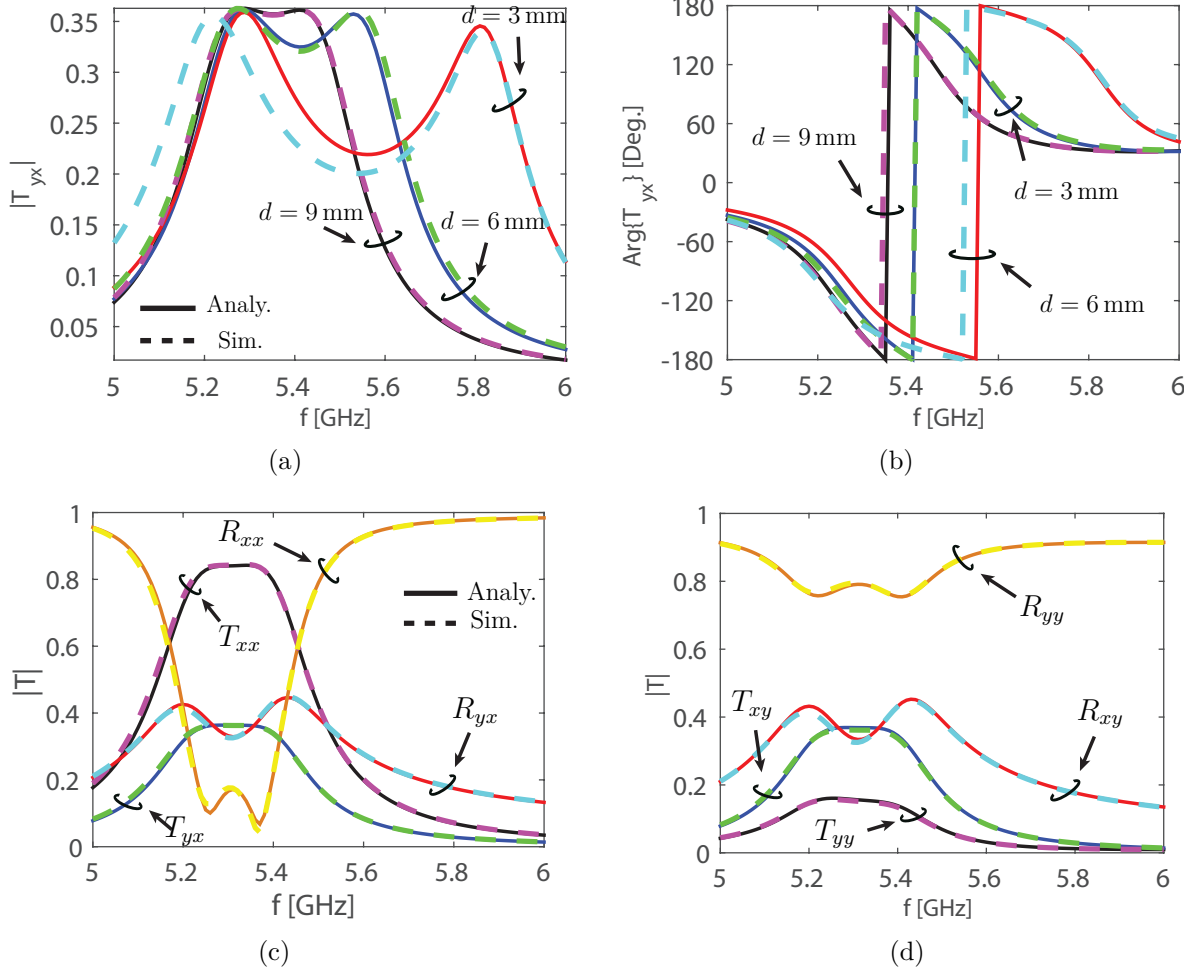 0.35
0.3
0.25
0.2
0.15
0.1
0.05
|T_yx|
d = 3 mm
d = 9 mm
d = 6 mm
Analy.
Sim.
5 5.2 5.4 5.6 5.8 6
f [GHz]
(a)
180
120
60
0
-60
-120
-180
Arg{T_yx} [Deg.]
d = 9 mm
d = 3 mm
d = 6 mm
5 5.2 5.4 5.6 5.8 6
f [GHz]
(b)
1
0.8
0.6
0.4
0.2
0
|T|
R_xx
T_xx
Analy.
Sim.
R_yx
T_yx
5 5.2 5.4 5.6 5.8 6
f [GHz]
(c)
1
0.8
0.6
0.4
0.2
0
|T|
R_yy
T_xy
R_xy
T_yy
5 5.2 5.4 5.6 5.8 6
f [GHz]
(d)